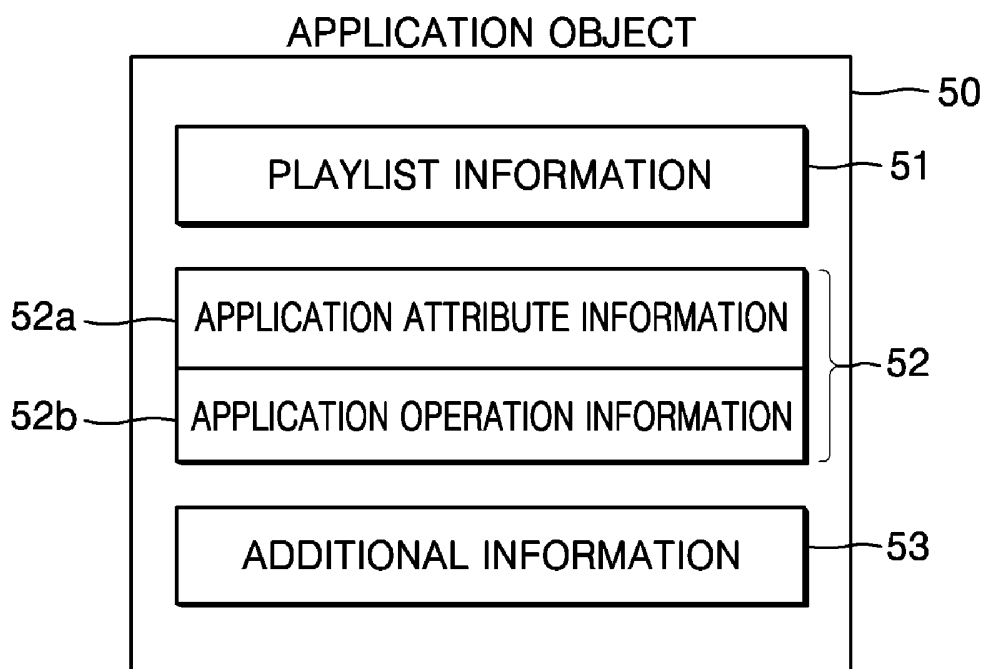 APPLICATION OBJECT
50
PLAYLIST INFORMATION
51
52a
APPLICATION ATTRIBUTE INFORMATION
52
52b
APPLICATION OPERATION INFORMATION
ADDITIONAL INFORMATION
53